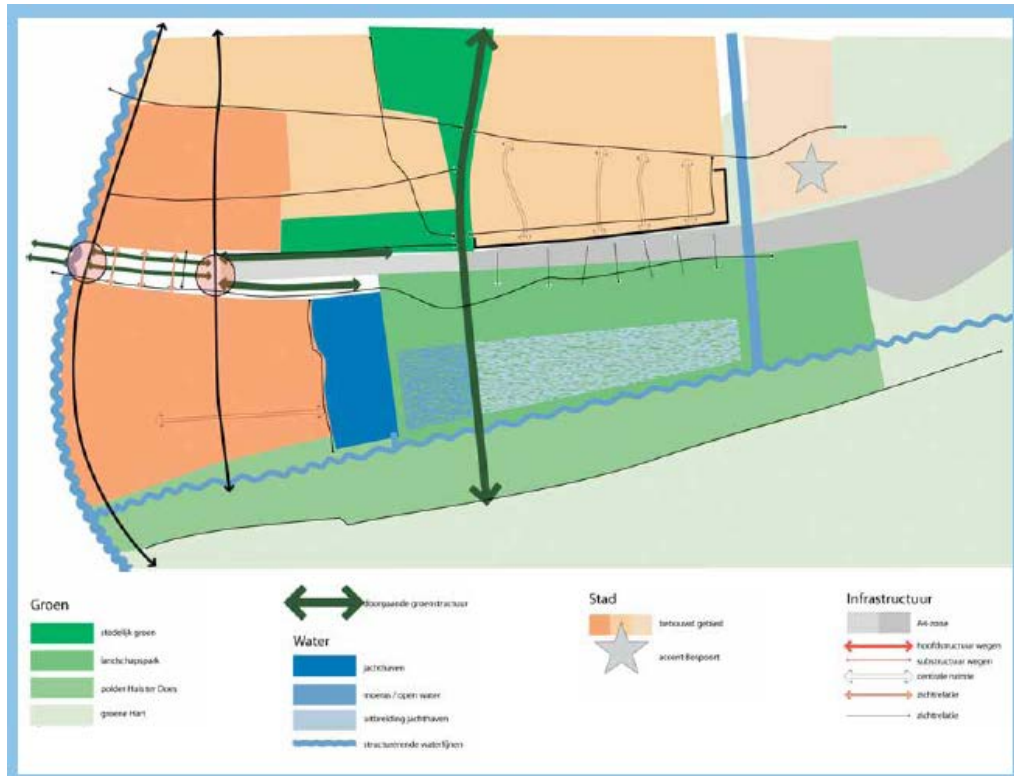 Groen
stedelijk groen
landschapspark
polder Huis ter Does
groene Hart
doorgaande groenstructuur
Water
jachthaven
moeras / open water
uitbreiding jachthaven
structurerende waterlijnen
Stad
bebouwd gebied
accent Bospoort
Infrastructuur
A4-zone
hoofdstructuur wegen
substructuur wegen
centrale ruimte
zichtrelatie
zichtrelatie